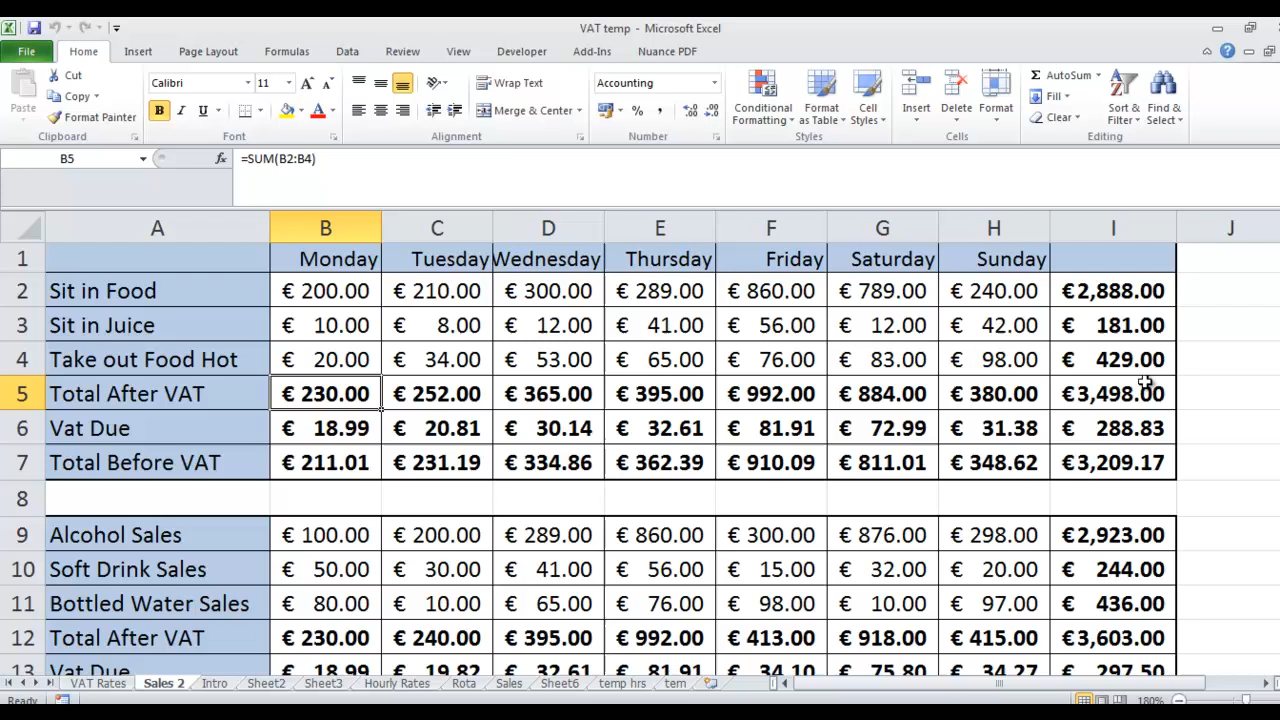 VAT temp - Microsoft Excel
File Home Insert Page Layout Formulas Data Review View Developer Add-Ins Nuance PDF
Cut
Copy
Format Painter
Paste
Clipboard
Calibri 11
B I U
Font
Wrap Text
Merge & Center
Alignment
Accounting
% ,
Number
Conditional Formatting
Format as Table
Cell Styles
Styles
Insert Delete Format
Cells
AutoSum
Fill
Clear
Sort & Filter
Find & Select
Editing
B5 fx =SUM(B2:B4)
A B C D E F G H I J
1 Monday Tuesday Wednesday Thursday Friday Saturday Sunday
2 Sit in Food € 200.00 € 210.00 € 300.00 € 289.00 € 860.00 € 789.00 € 240.00 €2,888.00
3 Sit in Juice € 10.00 € 8.00 € 12.00 € 41.00 € 56.00 € 12.00 € 42.00 € 181.00
4 Take out Food Hot € 20.00 € 34.00 € 53.00 € 65.00 € 76.00 € 83.00 € 98.00 € 429.00
5 Total After VAT € 230.00 € 252.00 € 365.00 € 395.00 € 992.00 € 884.00 € 380.00 €3,498.00
6 Vat Due € 18.99 € 20.81 € 30.14 € 32.61 € 81.91 € 72.99 € 31.38 € 288.83
7 Total Before VAT € 211.01 € 231.19 € 334.86 € 362.39 € 910.09 € 811.01 € 348.62 €3,209.17
8
9 Alcohol Sales € 100.00 € 200.00 € 289.00 € 860.00 € 300.00 € 876.00 € 298.00 €2,923.00
10 Soft Drink Sales € 50.00 € 30.00 € 41.00 € 56.00 € 15.00 € 32.00 € 20.00 € 244.00
11 Bottled Water Sales € 80.00 € 10.00 € 65.00 € 76.00 € 98.00 € 10.00 € 97.00 € 436.00
12 Total After VAT € 230.00 € 240.00 € 395.00 € 992.00 € 413.00 € 918.00 € 415.00 €3,603.00
13 Vat Due € 18.99 € 19.82 € 32.61 € 81.91 € 34.10 € 75.80 € 34.27 € 297.50
VAT Rates Sales 2 Intro Sheet2 Sheet3 Hourly Rates Rota Sales Sheet6 temp hrs tem
Ready 180%